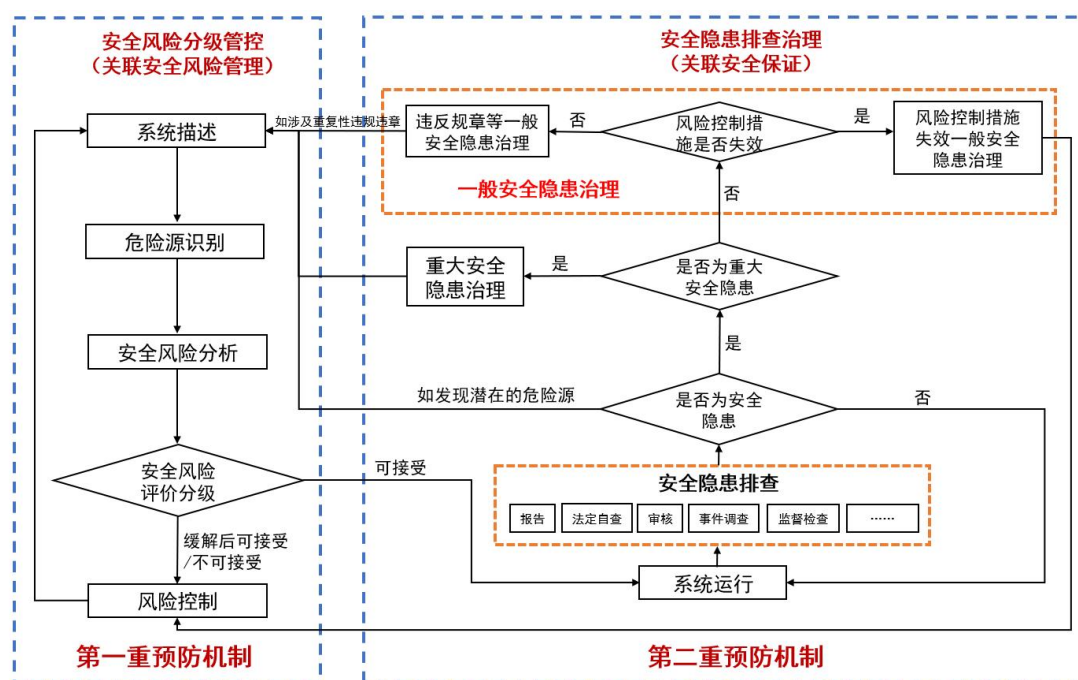 安全风险分级管控
（关联安全风险管理）
系统描述
危险源识别
安全风险分析
安全风险
评价分级
缓解后可接受
/不可接受
风险控制
第一重预防机制
可接受
安全隐患排查治理
（关联安全保证）
如涉及重复性违规违章
违反规章等一般
安全隐患治理
否
风险控制措
施是否失效
是
风险控制措施
失效一般安全
隐患治理
一般安全隐患治理
否
重大安全
隐患治理
是
是否为重大
安全隐患
是
如发现潜在的危险源
是否为安全
隐患
否
安全隐患排查
报告
法定自查
审核
事件调查
监督检查
……
系统运行
第二重预防机制